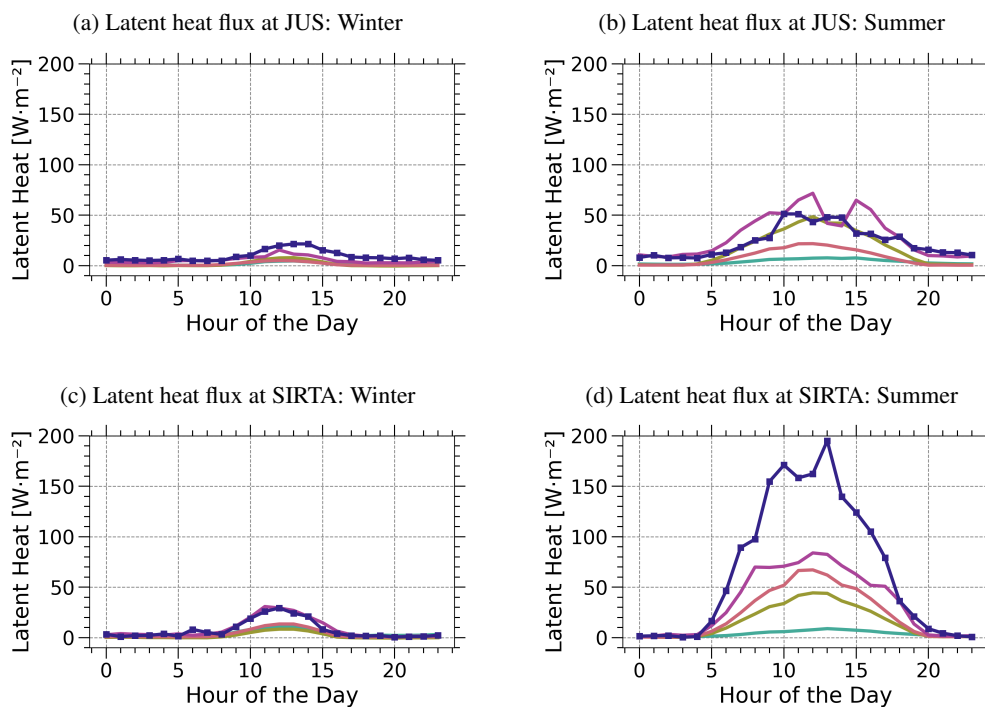 (a) Latent heat flux at JUS: Winter
(b) Latent heat flux at JUS: Summer
Latent Heat [W·m⁻²]
200
150
100
50
0
0 5 10 15 20
Hour of the Day
Latent Heat [W·m⁻²]
200
150
100
50
0
0 5 10 15 20
Hour of the Day
(c) Latent heat flux at SIRTA: Winter
(d) Latent heat flux at SIRTA: Summer
Latent Heat [W·m⁻²]
200
150
100
50
0
0 5 10 15 20
Hour of the Day
Latent Heat [W·m⁻²]
200
150
100
50
0
0 5 10 15 20
Hour of the Day